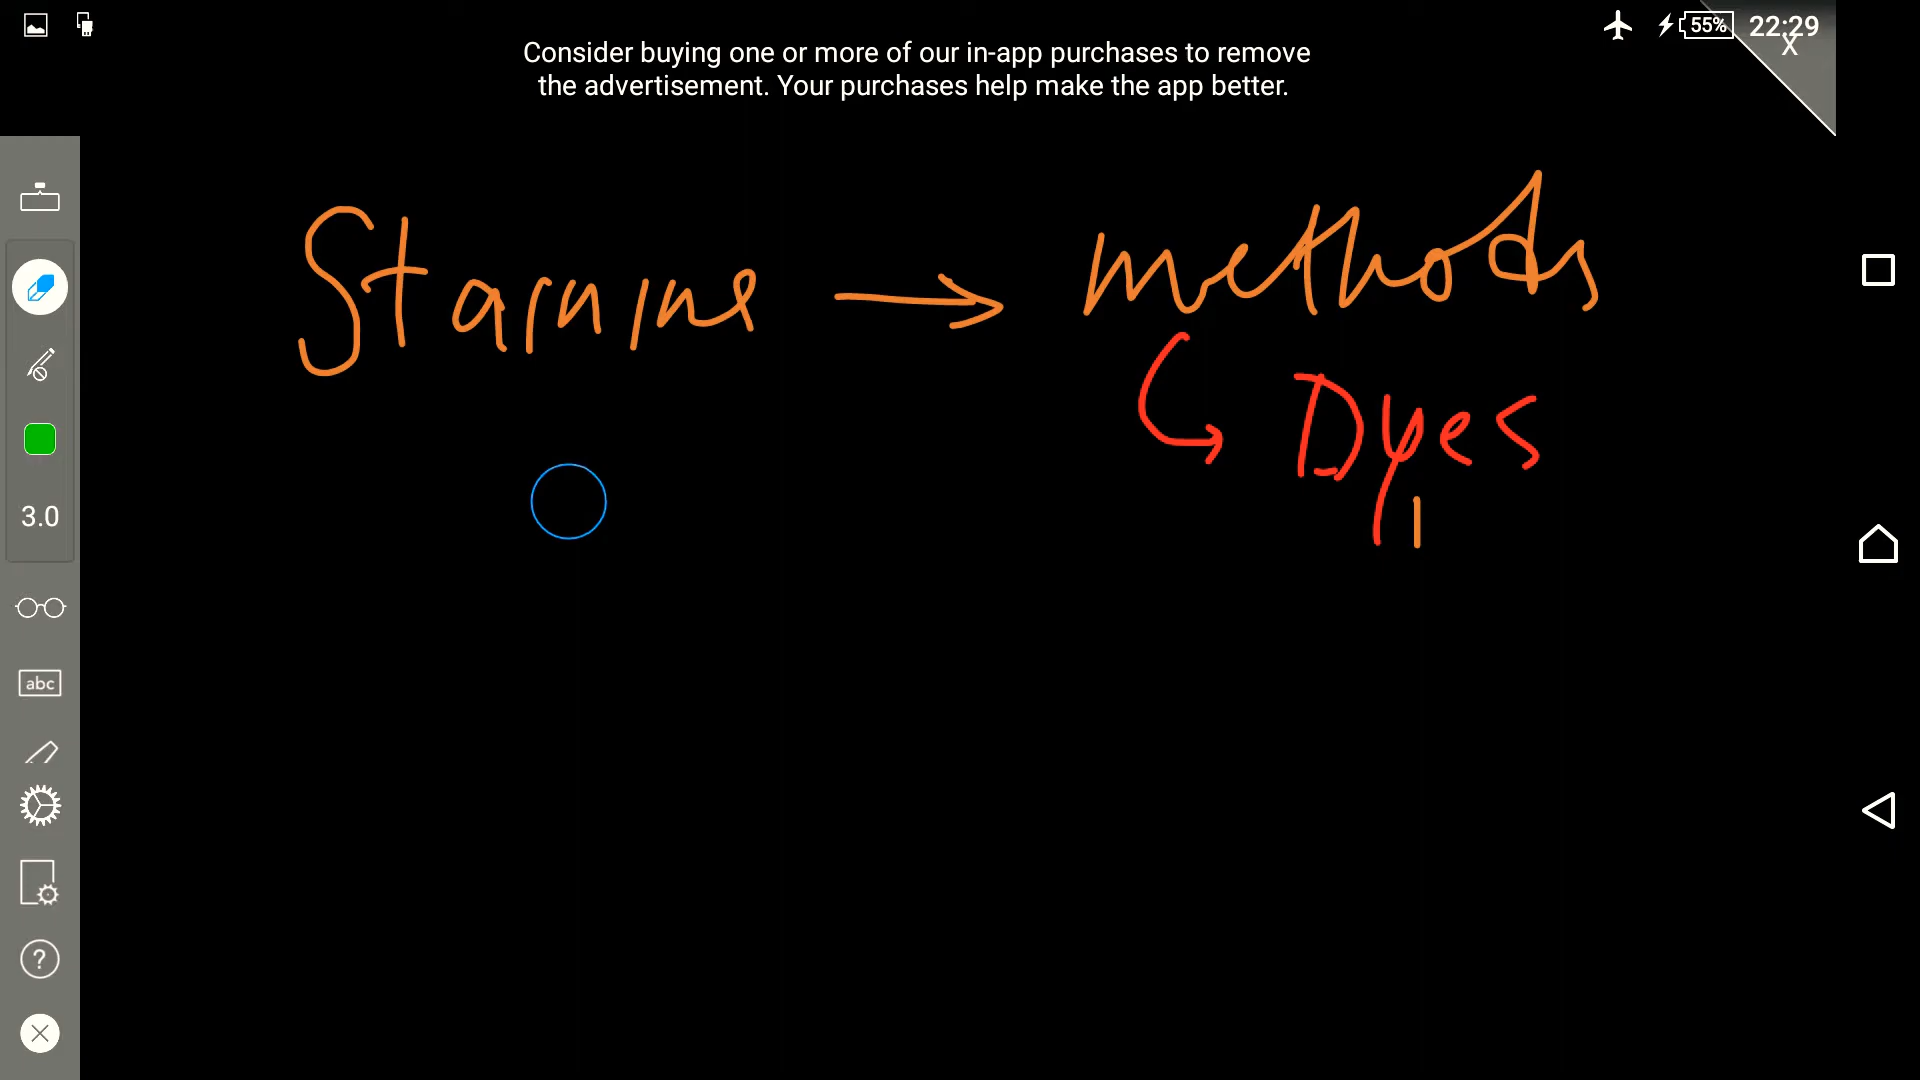 55% 22:29
X
Consider buying one or more of our in-app purchases to remove
the advertisement. Your purchases help make the app better.
Staining → methods
Dyes
3.0
abc
?